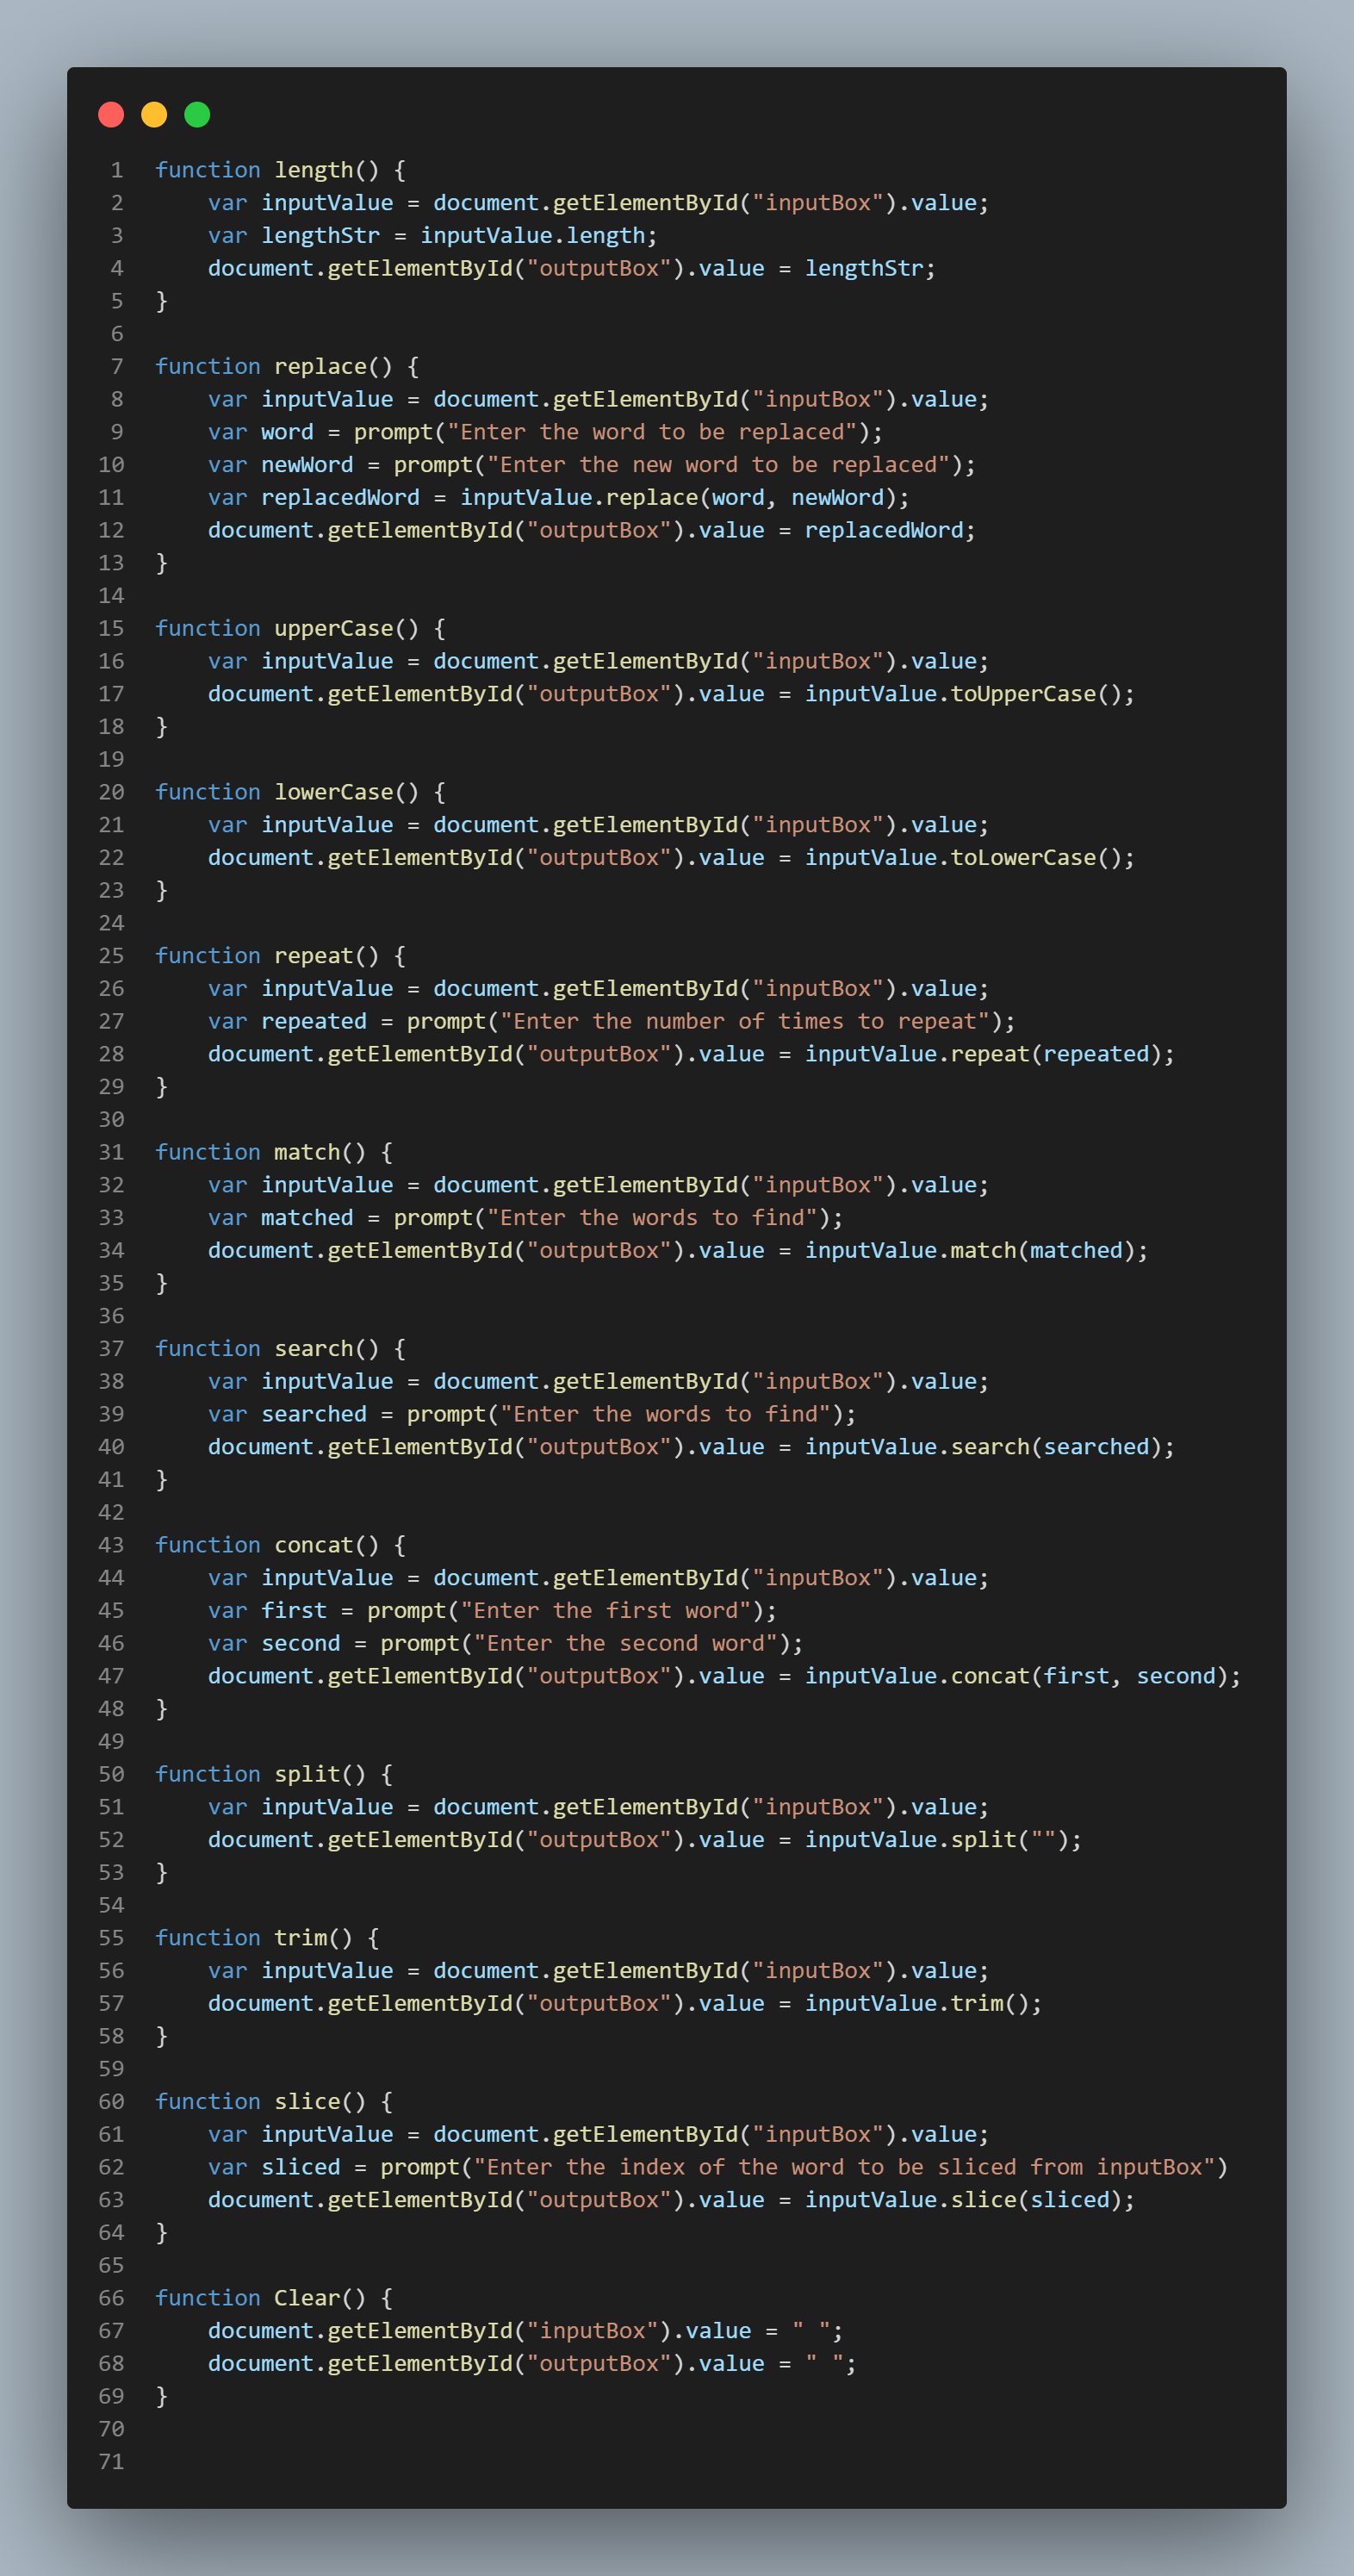 1 function length() {
2     var inputValue = document.getElementById("inputBox").value;
3     var lengthStr = inputValue.length;
4     document.getElementById("outputBox").value = lengthStr;
5 }
6
7 function replace() {
8     var inputValue = document.getElementById("inputBox").value;
9     var word = prompt("Enter the word to be replaced");
10     var newWord = prompt("Enter the new word to be replaced");
11     var replacedWord = inputValue.replace(word, newWord);
12     document.getElementById("outputBox").value = replacedWord;
13 }
14
15 function upperCase() {
16     var inputValue = document.getElementById("inputBox").value;
17     document.getElementById("outputBox").value = inputValue.toUpperCase();
18 }
19
20 function lowerCase() {
21     var inputValue = document.getElementById("inputBox").value;
22     document.getElementById("outputBox").value = inputValue.toLowerCase();
23 }
24
25 function repeat() {
26     var inputValue = document.getElementById("inputBox").value;
27     var repeated = prompt("Enter the number of times to repeat");
28     document.getElementById("outputBox").value = inputValue.repeat(repeated);
29 }
30
31 function match() {
32     var inputValue = document.getElementById("inputBox").value;
33     var matched = prompt("Enter the words to find");
34     document.getElementById("outputBox").value = inputValue.match(matched);
35 }
36
37 function search() {
38     var inputValue = document.getElementById("inputBox").value;
39     var searched = prompt("Enter the words to find");
40     document.getElementById("outputBox").value = inputValue.search(searched);
41 }
42
43 function concat() {
44     var inputValue = document.getElementById("inputBox").value;
45     var first = prompt("Enter the first word");
46     var second = prompt("Enter the second word");
47     document.getElementById("outputBox").value = inputValue.concat(first, second);
48 }
49
50 function split() {
51     var inputValue = document.getElementById("inputBox").value;
52     document.getElementById("outputBox").value = inputValue.split("");
53 }
54
55 function trim() {
56     var inputValue = document.getElementById("inputBox").value;
57     document.getElementById("outputBox").value = inputValue.trim();
58 }
59
60 function slice() {
61     var inputValue = document.getElementById("inputBox").value;
62     var sliced = prompt("Enter the index of the word to be sliced from inputBox")
63     document.getElementById("outputBox").value = inputValue.slice(sliced);
64 }
65
66 function Clear() {
67     document.getElementById("inputBox").value = " ";
68     document.getElementById("outputBox").value = " ";
69 }
70
71